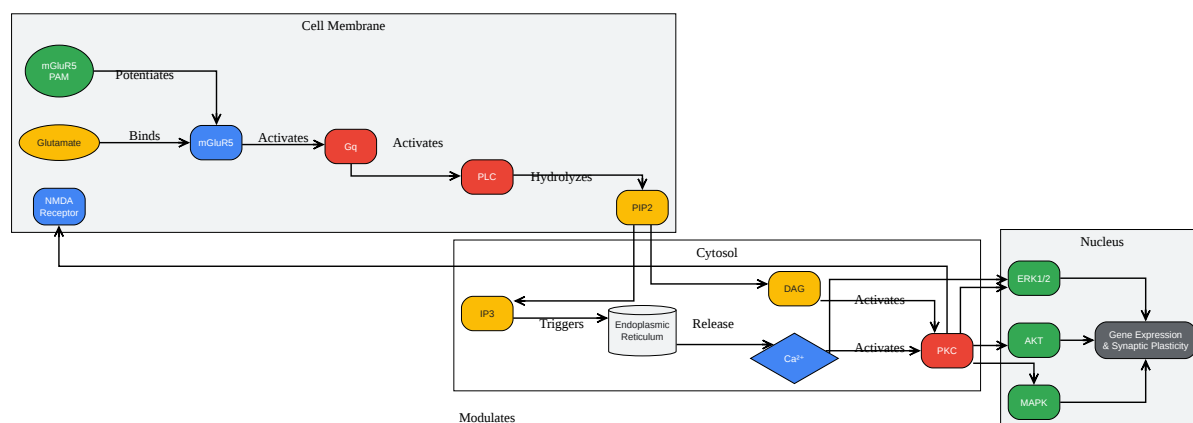 Cell Membrane
mGluR5
PAM
Potentiates
Glutamate
Binds
mGluR5
Activates
Gq
Activates
PLC
Hydrolyzes
NMDA
Receptor
PIP2
Cytosol
Nucleus
DAG
ERK1/2
IP3
Triggers
Endoplasmic
Reticulum
Release
Activates
Ca²⁺
Activates
PKC
AKT
Gene Expression
& Synaptic Plasticity
MAPK
Modulates